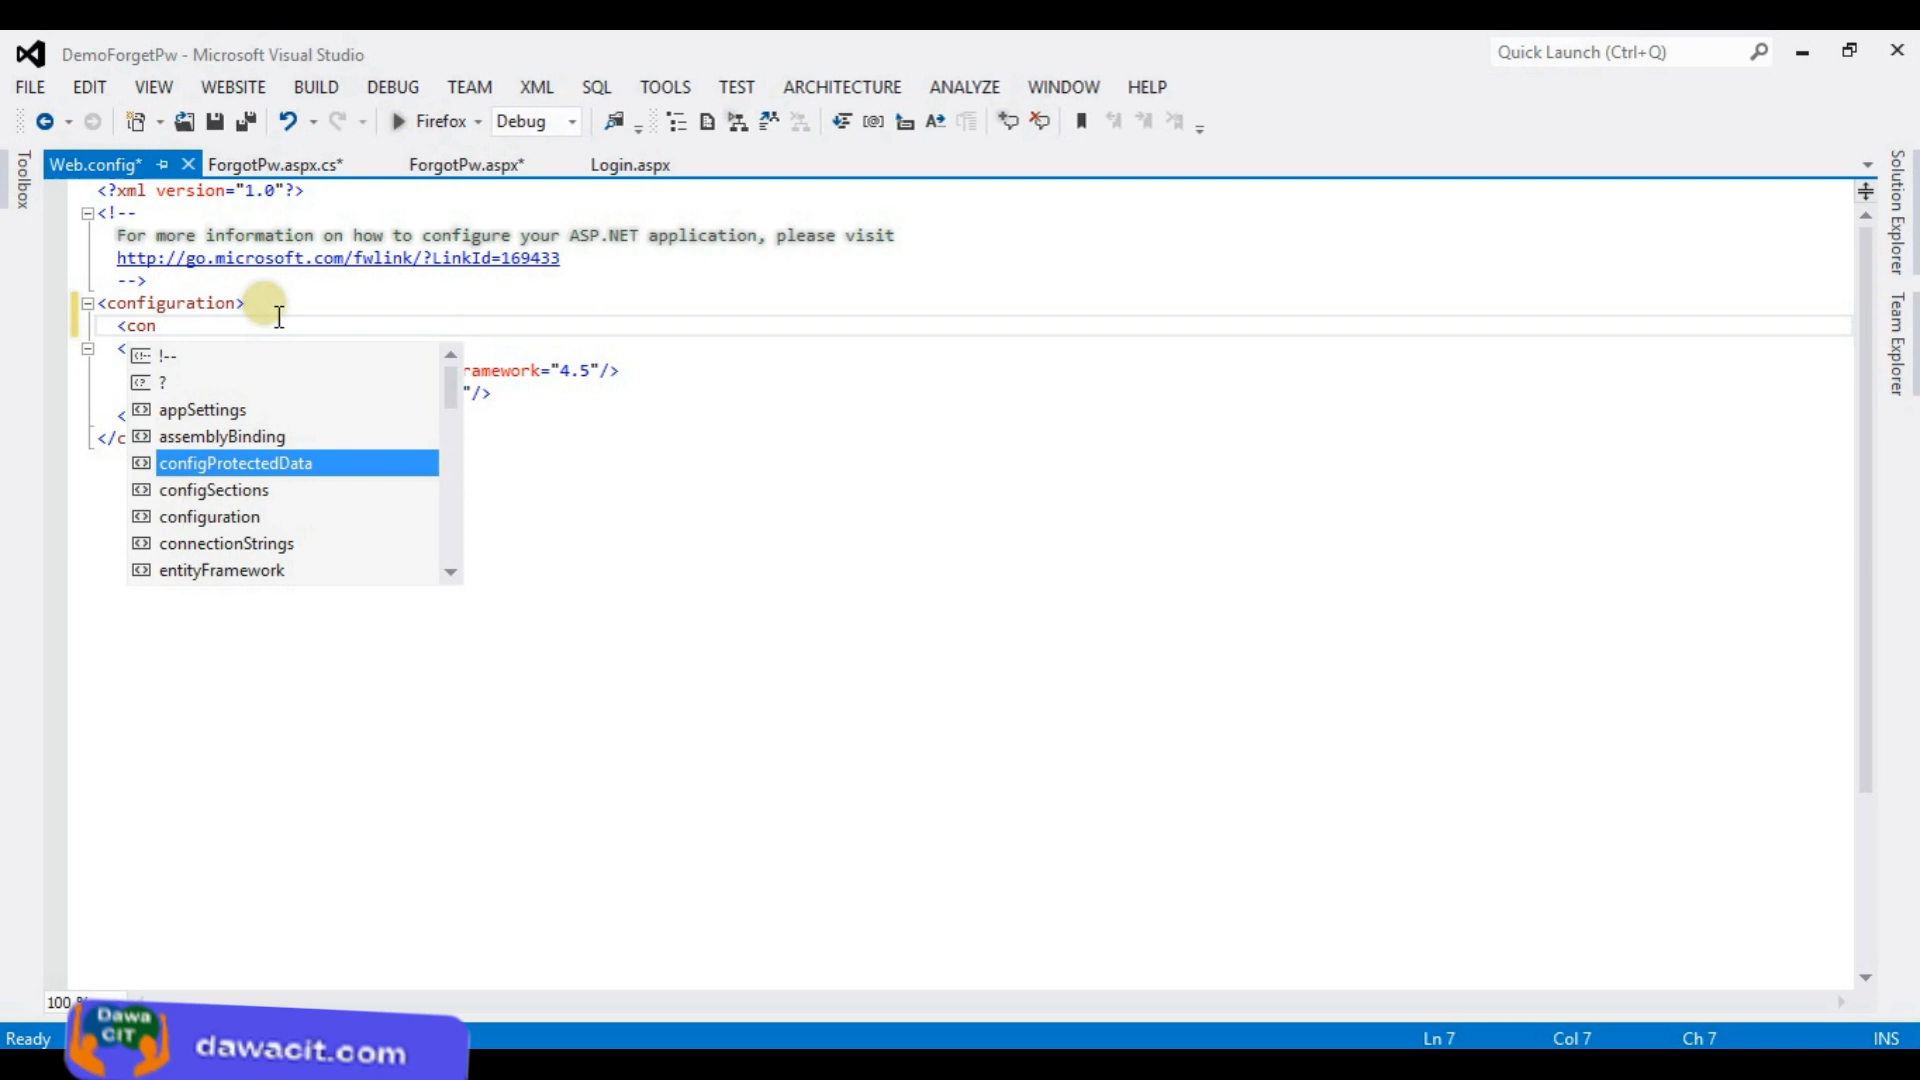 DemoForgetPw - Microsoft Visual Studio
Quick Launch (Ctrl+Q)
FILE EDIT VIEW WEBSITE BUILD DEBUG TEAM XML SQL TOOLS TEST ARCHITECTURE ANALYZE WINDOW HELP
Firefox Debug
Toolbox
Web.config* ForgotPw.aspx.cs* ForgotPw.aspx* Login.aspx
<?xml version="1.0"?>
<!--
For more information on how to configure your ASP.NET application, please visit
http://go.microsoft.com/fwlink/?LinkId=169433
-->
<configuration>
<con
<
!--
?
ramework="4.5"/>
"/>
appSettings
<
assemblyBinding
</c
configProtectedData
configSections
configuration
connectionStrings
entityFramework
Solution Explorer
Team Explorer
100 %
Ready
Ln 7 Col 7 Ch 7 INS
Dawa
CIT
dawacit.com